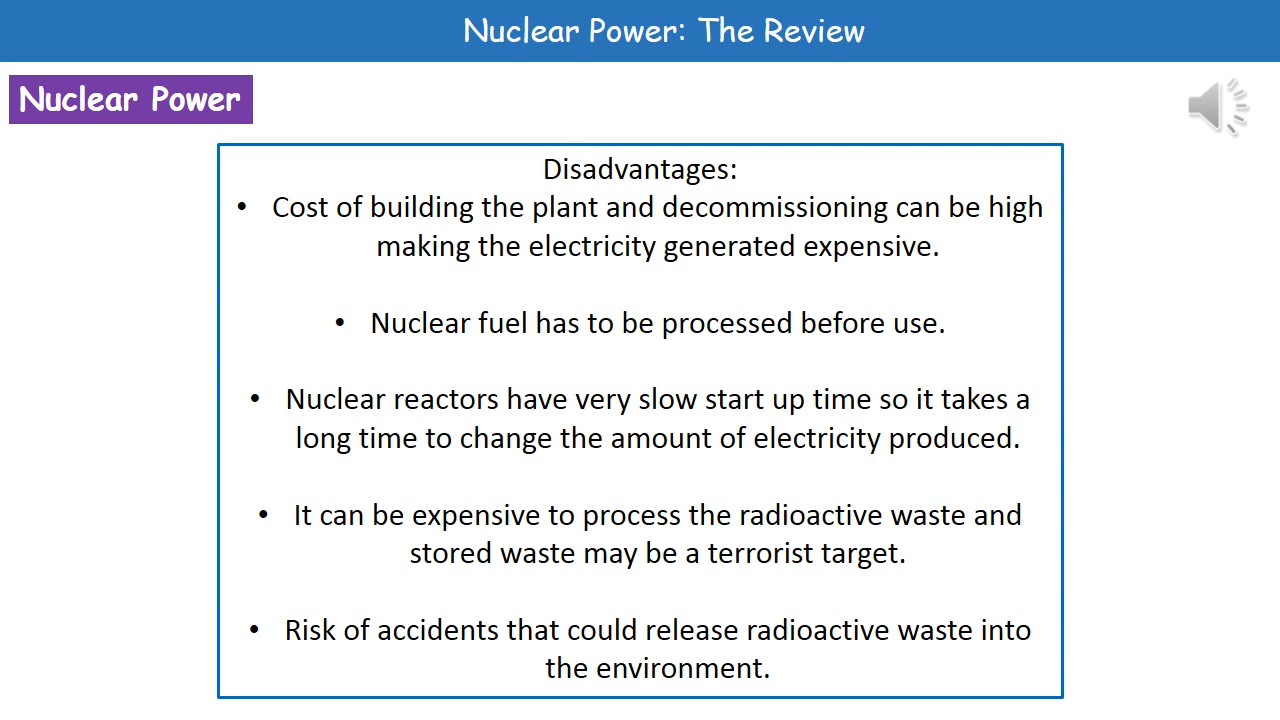 Nuclear Power: The Review
Nuclear Power
Disadvantages:
• Cost of building the plant and decommissioning can be high
making the electricity generated expensive.
• Nuclear fuel has to be processed before use.
• Nuclear reactors have very slow start up time so it takes a
long time to change the amount of electricity produced.
• It can be expensive to process the radioactive waste and
stored waste may be a terrorist target.
• Risk of accidents that could release radioactive waste into
the environment.